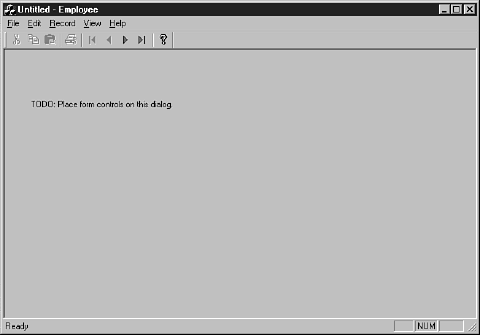 Untitled - Employee
File Edit Record View Help
TODO: Place form controls on this dialog.
Ready NUM